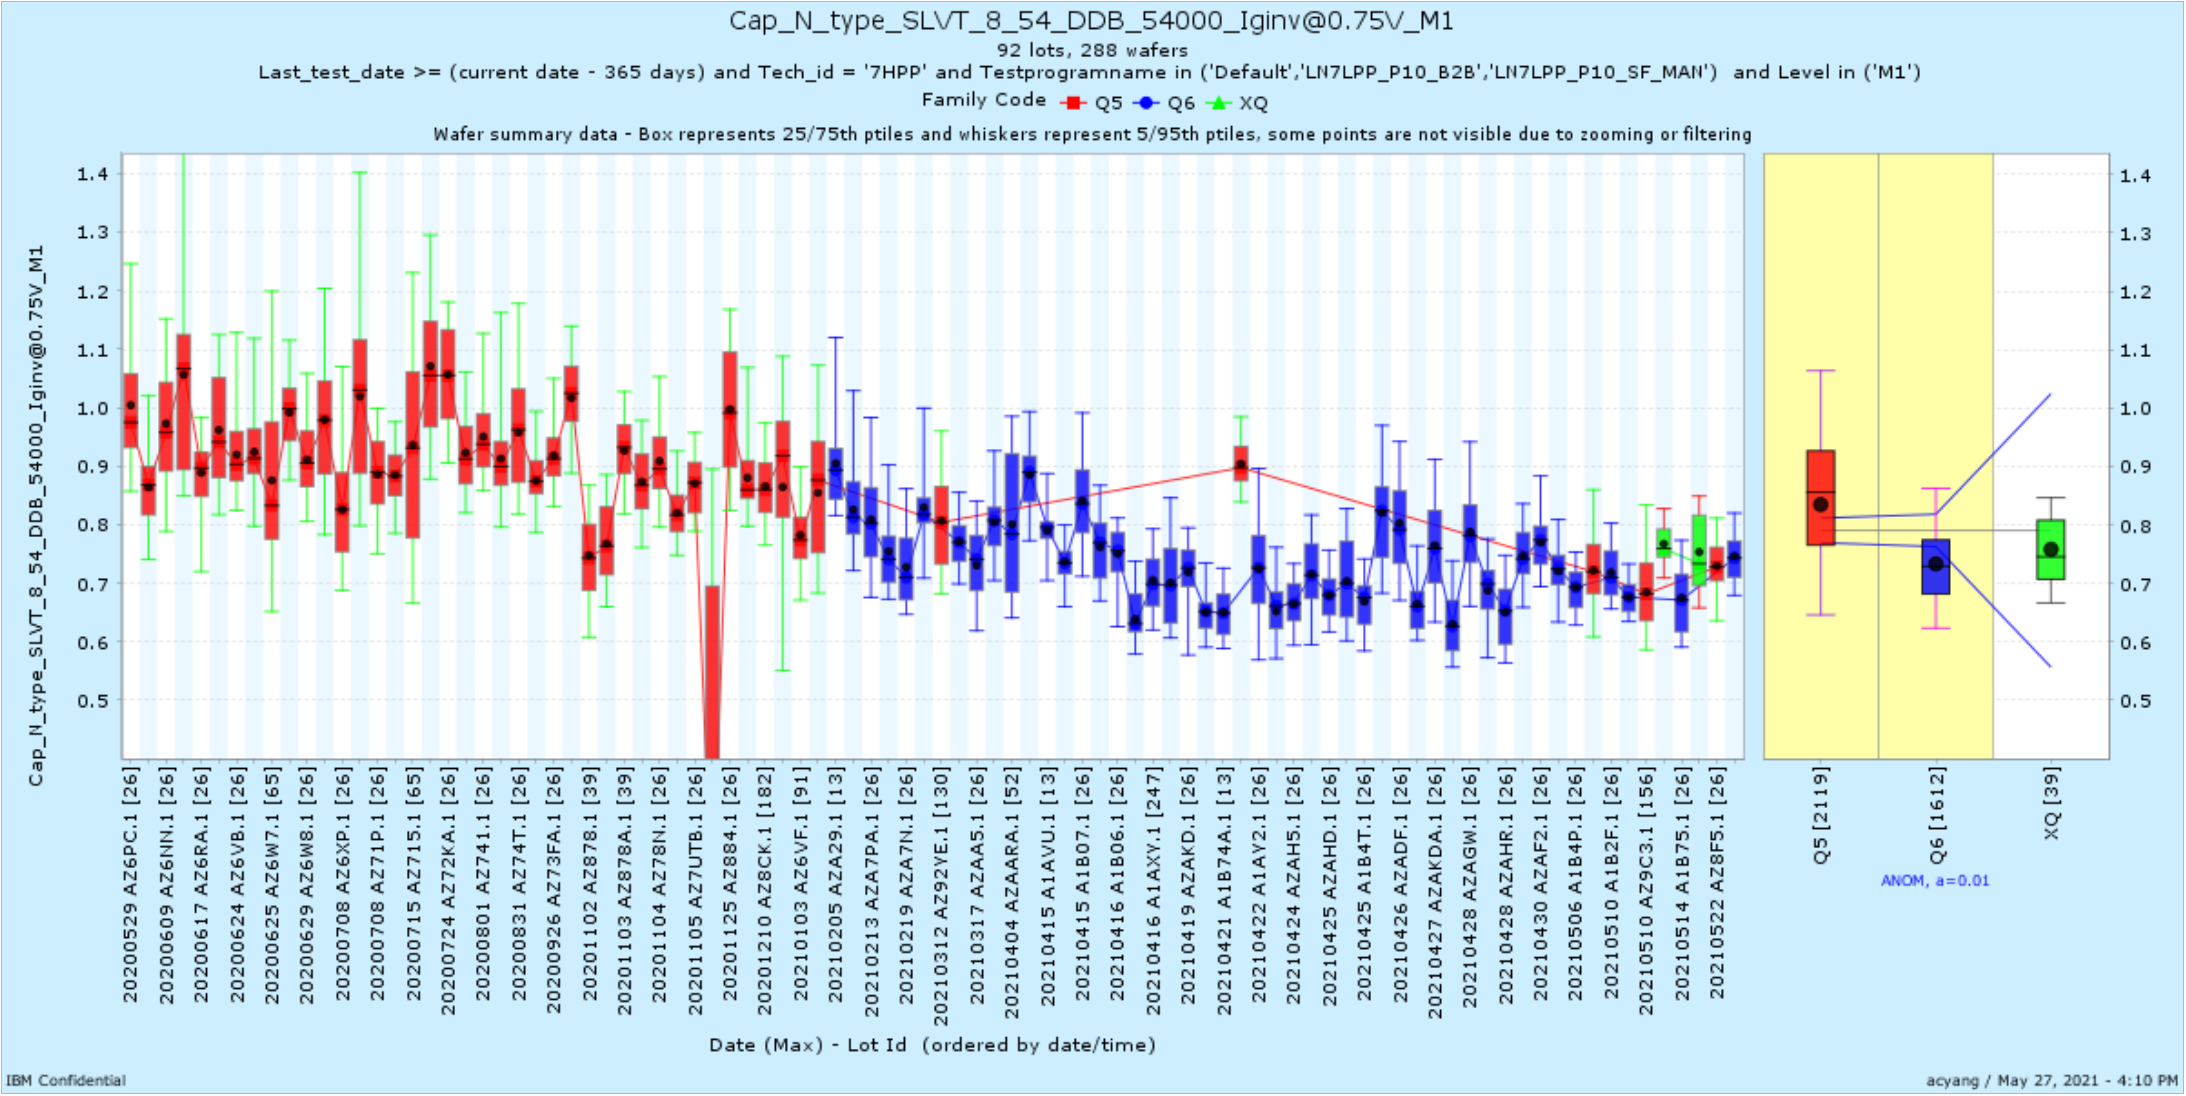 Cap_N_type_SLVT_8_54_DDB_54000_Iginv@0.75V_M1
92 lots, 288 wafers
Last_test_date >= (current date - 365 days) and Tech_id = '7HPP' and Testprogramname in ('Default','LN7LPP_P10_B2B','LN7LPP_P10_SF_MAN')  and Level in ('M1')
Family Code Q5 Q6 XQ
Wafer summary data - Box represents 25/75th ptiles and whiskers represent 5/95th ptiles, some points are not visible due to zooming or filtering
Cap_N_type_SLVT_8_54_DDB_54000_Iginv@0.75V_M1
1.4
1.3
1.2
1.1
1.0
0.9
0.8
0.7
0.6
0.5
1.4
1.3
1.2
1.1
1.0
0.9
0.8
0.7
0.6
0.5
20200529 AZ6PC.1 [26]
20200609 AZ6NN.1 [26]
20200617 AZ6RA.1 [26]
20200624 AZ6VB.1 [26]
20200625 AZ6W7.1 [65]
20200629 AZ6W8.1 [26]
20200708 AZ6XP.1 [26]
20200708 AZ71P.1 [26]
20200715 AZ715.1 [65]
20200724 AZ72KA.1 [26]
20200801 AZ741.1 [26]
20200831 AZ74T.1 [26]
20200926 AZ73FA.1 [26]
20201102 AZ878.1 [39]
20201103 AZ878A.1 [39]
20201104 AZ78N.1 [26]
20201105 AZ7UTB.1 [26]
20201125 AZ884.1 [26]
20201210 AZ8CK.1 [182]
20210103 AZ6VF.1 [91]
20210205 AZA29.1 [13]
20210213 AZA7PA.1 [26]
20210219 AZA7N.1 [26]
20210312 AZ92YE.1 [130]
20210317 AZAA5.1 [26]
20210404 AZAARA.1 [52]
20210415 A1AVU.1 [13]
20210415 A1B07.1 [26]
20210416 A1B06.1 [26]
20210416 A1AXY.1 [247]
20210419 AZAKD.1 [26]
20210421 A1B74A.1 [13]
20210422 A1AY2.1 [26]
20210424 AZAH5.1 [26]
20210425 AZAHD.1 [26]
20210425 A1B4T.1 [26]
20210426 AZADF.1 [26]
20210427 AZAKDA.1 [26]
20210428 AZAGW.1 [26]
20210428 AZAHR.1 [26]
20210430 AZAF2.1 [26]
20210506 A1B4P.1 [26]
20210510 A1B2F.1 [26]
20210510 AZ9C3.1 [156]
20210514 A1B75.1 [26]
20210522 AZ8F5.1 [26]
Q5 [2119]
Q6 [1612]
XQ [39]
ANOM, a=0.01
Date (Max) - Lot Id  (ordered by date/time)
IBM Confidential
acyang / May 27, 2021 - 4:10 PM